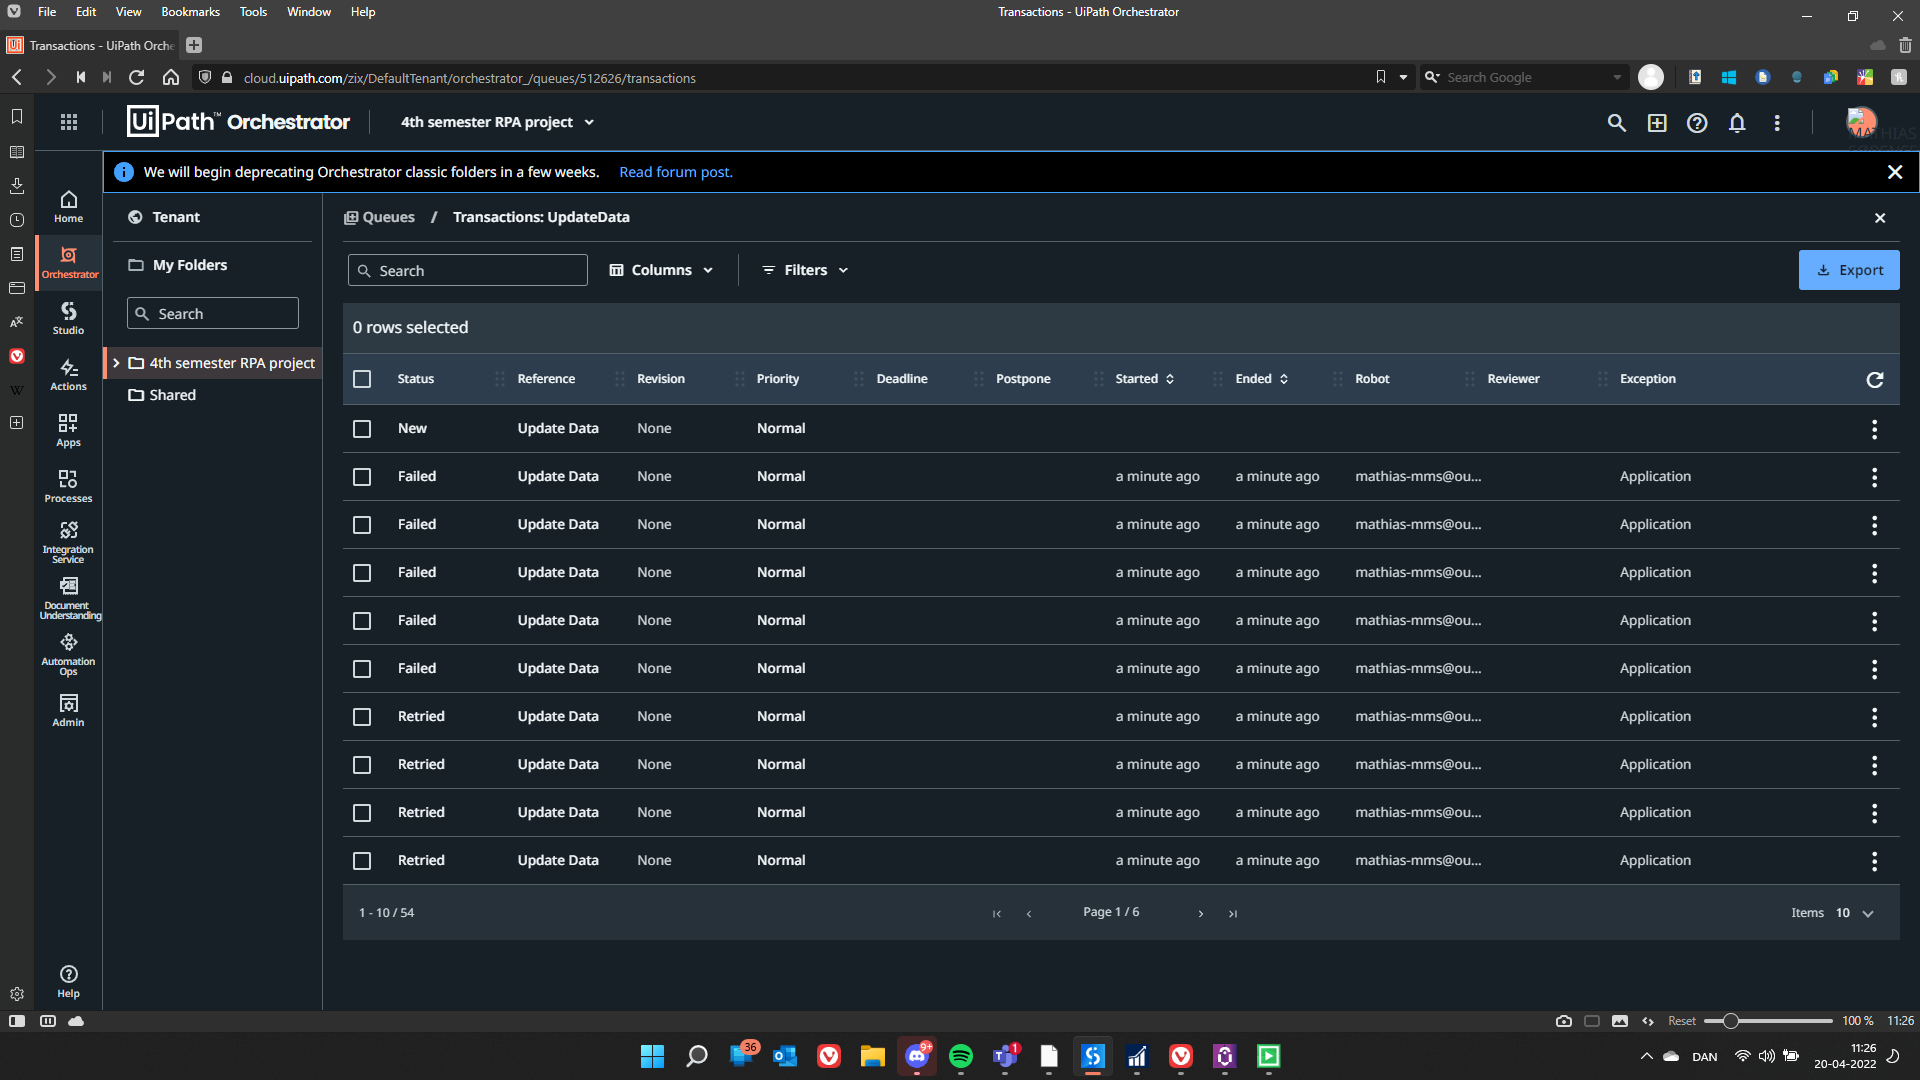 File Edit View Bookmarks Tools Window Help
Transactions - UiPath Orchestrator
Transactions - UiPath Orche
cloud.uipath.com/zix/DefaultTenant/orchestrator_/queues/512626/transactions
Search Google
UiPath™ Orchestrator
4th semester RPA project
MATHIAS
We will begin deprecating Orchestrator classic folders in a few weeks. Read forum post.
Home
Orchestrator
Studio
Actions
Apps
Processes
Integration Service
Document Understanding
Automation Ops
Admin
Help
Tenant
My Folders
Search
4th semester RPA project
Shared
Queues / Transactions: UpdateData
Search Columns Filters Export
0 rows selected
Status Reference Revision Priority Deadline Postpone Started Ended Robot Reviewer Exception
New Update Data None Normal
Failed Update Data None Normal a minute ago a minute ago mathias-mms@ou... Application
Failed Update Data None Normal a minute ago a minute ago mathias-mms@ou... Application
Failed Update Data None Normal a minute ago a minute ago mathias-mms@ou... Application
Failed Update Data None Normal a minute ago a minute ago mathias-mms@ou... Application
Failed Update Data None Normal a minute ago a minute ago mathias-mms@ou... Application
Retried Update Data None Normal a minute ago a minute ago mathias-mms@ou... Application
Retried Update Data None Normal a minute ago a minute ago mathias-mms@ou... Application
Retried Update Data None Normal a minute ago a minute ago mathias-mms@ou... Application
Retried Update Data None Normal a minute ago a minute ago mathias-mms@ou... Application
1 - 10 / 54 Page 1 / 6 Items 10
Reset 100 % 11:26
36 9+ 1
DAN
11:26
20-04-2022